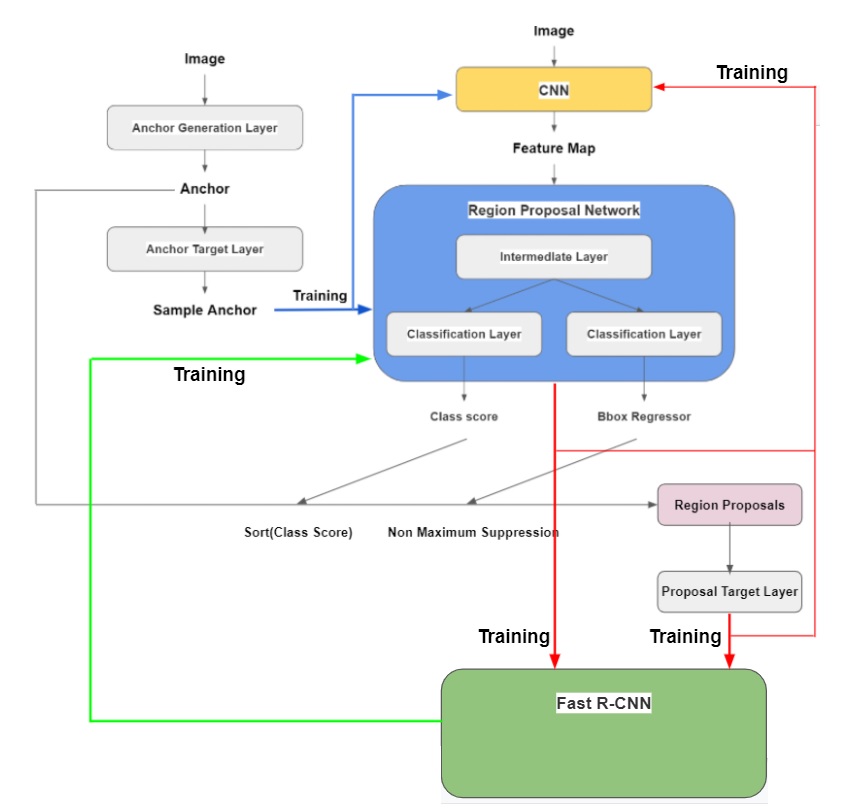 Image
Image
Training
CNN
Anchor Generation Layer
Feature Map
Anchor
Region Proposal Network
Anchor Target Layer
Intermediate Layer
Training
Sample Anchor
Classification Layer
Classification Layer
Training
Class score
Bbox Regressor
Region Proposals
Sort(Class Score)
Non Maximum Suppression
Proposal Target Layer
Training
Training
Fast R-CNN